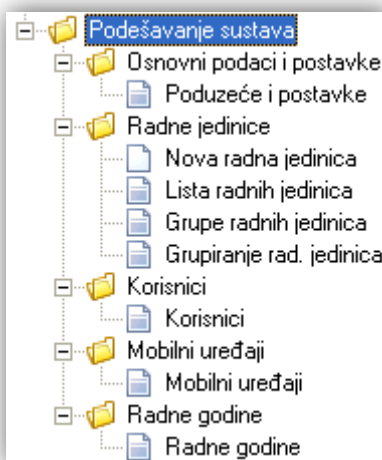 Podešavanje sustava
Osnovni podaci i postavke
Poduzeće i postavke
Radne jedinice
Nova radna jedinica
Lista radnih jedinica
Grupe radnih jedinica
Grupiranje rad. jedinica
Korisnici
Korisnici
Mobilni uređaji
Mobilni uređaji
Radne godine
Radne godine